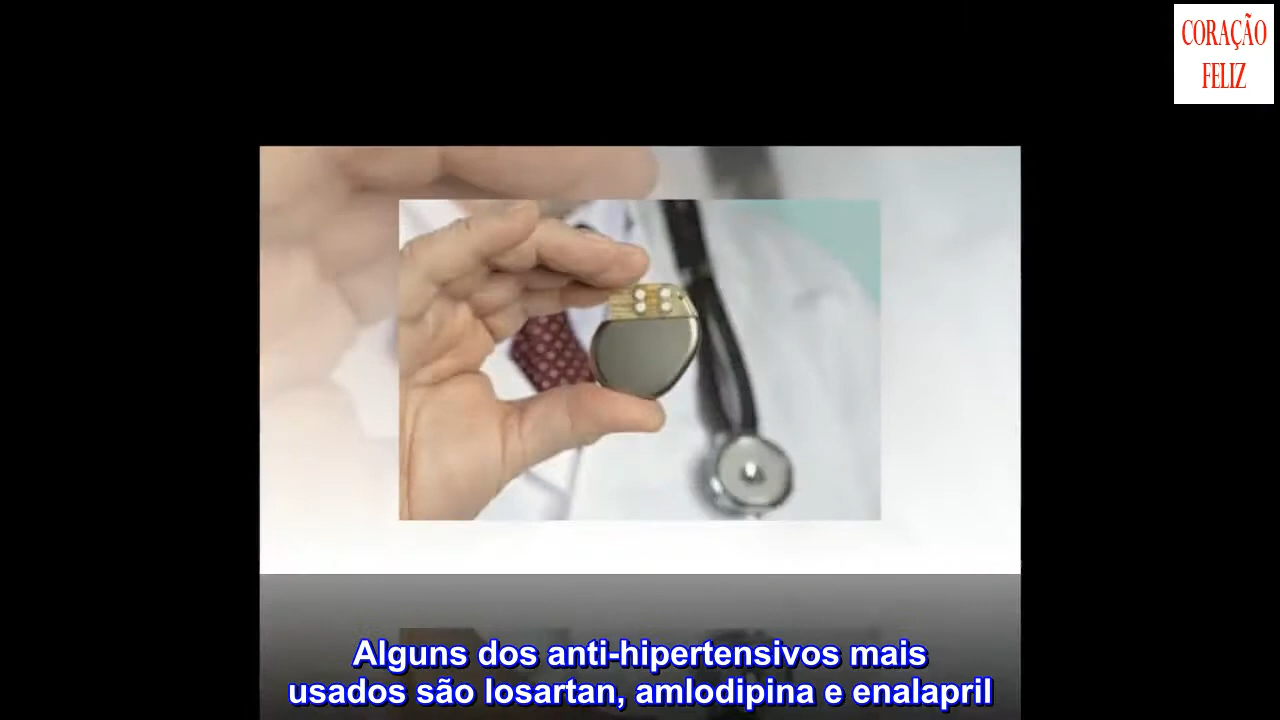 CORAÇÃO
FELIZ
Alguns dos anti-hipertensivos mais
usados são losartan, amlodipina e enalapril